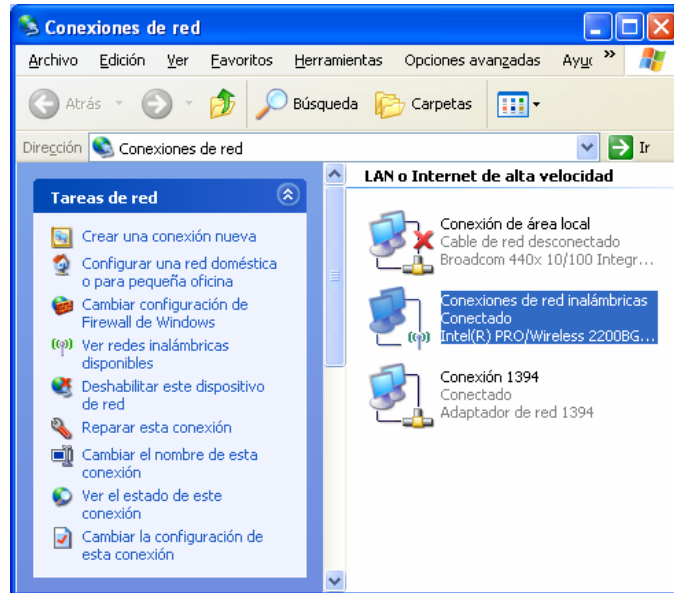 Conexiones de red
Archivo Edición Ver Favoritos Herramientas Opciones avanzadas Ayu »
Atrás Búsqueda Carpetas
Dirección Conexiones de red Ir
Tareas de red
Crear una conexión nueva
Configurar una red doméstica
o para pequeña oficina
Cambiar configuración de
Firewall de Windows
Ver redes inalámbricas
disponibles
Deshabilitar este dispositivo
de red
Reparar esta conexión
Cambiar el nombre de esta
conexión
Ver el estado de este
conexión
Cambiar la configuración de
esta conexión
LAN o Internet de alta velocidad
Conexión de área local
Cable de red desconectado
Broadcom 440x 10/100 Integr...
Conexiones de red inalámbricas
Conectado
Intel(R) PRO/Wireless 2200BG...
Conexión 1394
Conectado
Adaptador de red 1394